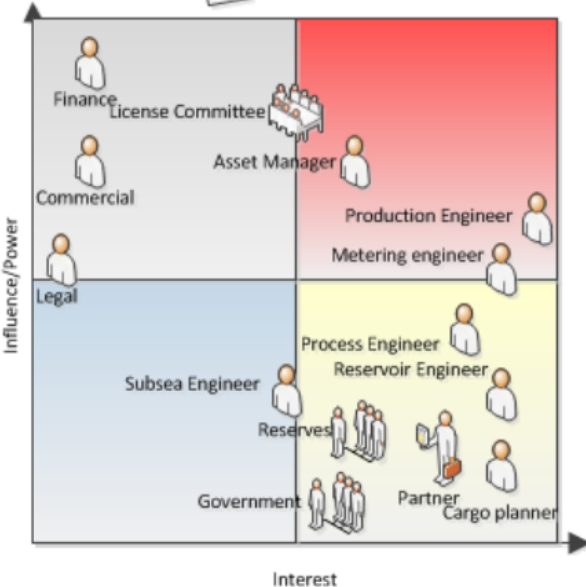 Finance
License Committee
Asset Manager
Commercial
Production Engineer
Metering engineer
Legal
Influence/Power
Process Engineer
Reservoir Engineer
Subsea Engineer
Reserves
Partner
Government
Cargo planner
Interest